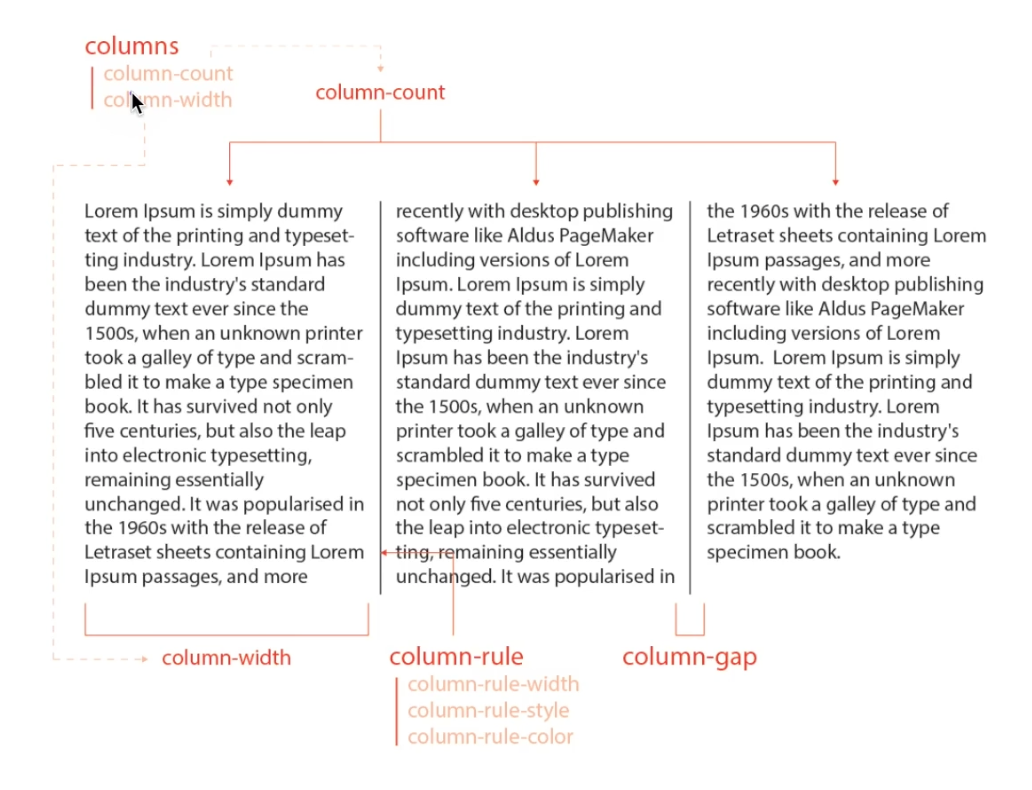 columns
column-count
column-width
column-count
Lorem Ipsum is simply dummy
text of the printing and typeset-
ting industry. Lorem Ipsum has
been the industry's standard
dummy text ever since the
1500s, when an unknown printer
took a galley of type and scram-
bled it to make a type specimen
book. It has survived not only
five centuries, but also the leap
into electronic typesetting,
remaining essentially
unchanged. It was popularised in
the 1960s with the release of
Letraset sheets containing Lorem
Ipsum passages, and more
recently with desktop publishing
software like Aldus PageMaker
including versions of Lorem
Ipsum. Lorem Ipsum is simply
dummy text of the printing and
typesetting industry. Lorem
Ipsum has been the industry's
standard dummy text ever since
the 1500s, when an unknown
printer took a galley of type and
scrambled it to make a type
specimen book. It has survived
not only five centuries, but also
the leap into electronic typeset-
ting, remaining essentially
unchanged. It was popularised in
the 1960s with the release of
Letraset sheets containing Lorem
Ipsum passages, and more
recently with desktop publishing
software like Aldus PageMaker
including versions of Lorem
Ipsum.  Lorem Ipsum is simply
dummy text of the printing and
typesetting industry. Lorem
Ipsum has been the industry's
standard dummy text ever since
the 1500s, when an unknown
printer took a galley of type and
scrambled it to make a type
specimen book.
column-width
column-rule
column-rule-width
column-rule-style
column-rule-color
column-gap